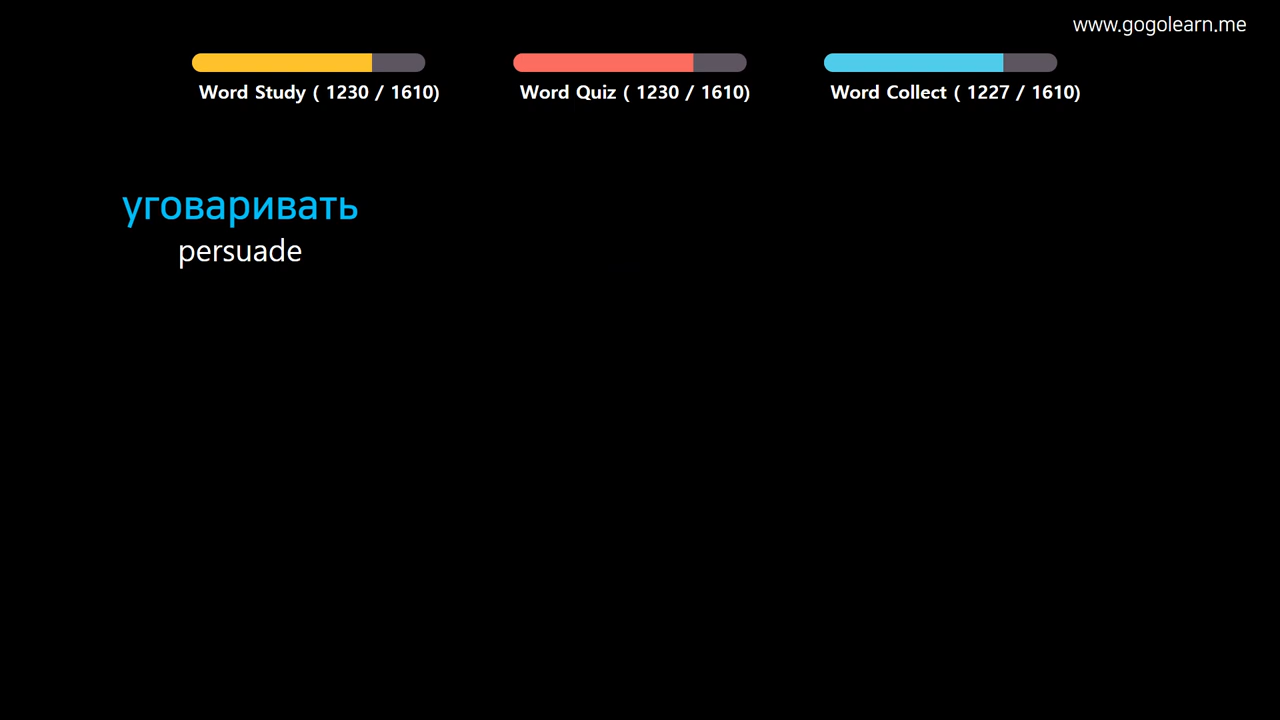 www.gogolearn.me
Word Study ( 1230 / 1610)
Word Quiz ( 1230 / 1610)
Word Collect ( 1227 / 1610)
уговаривать
persuade